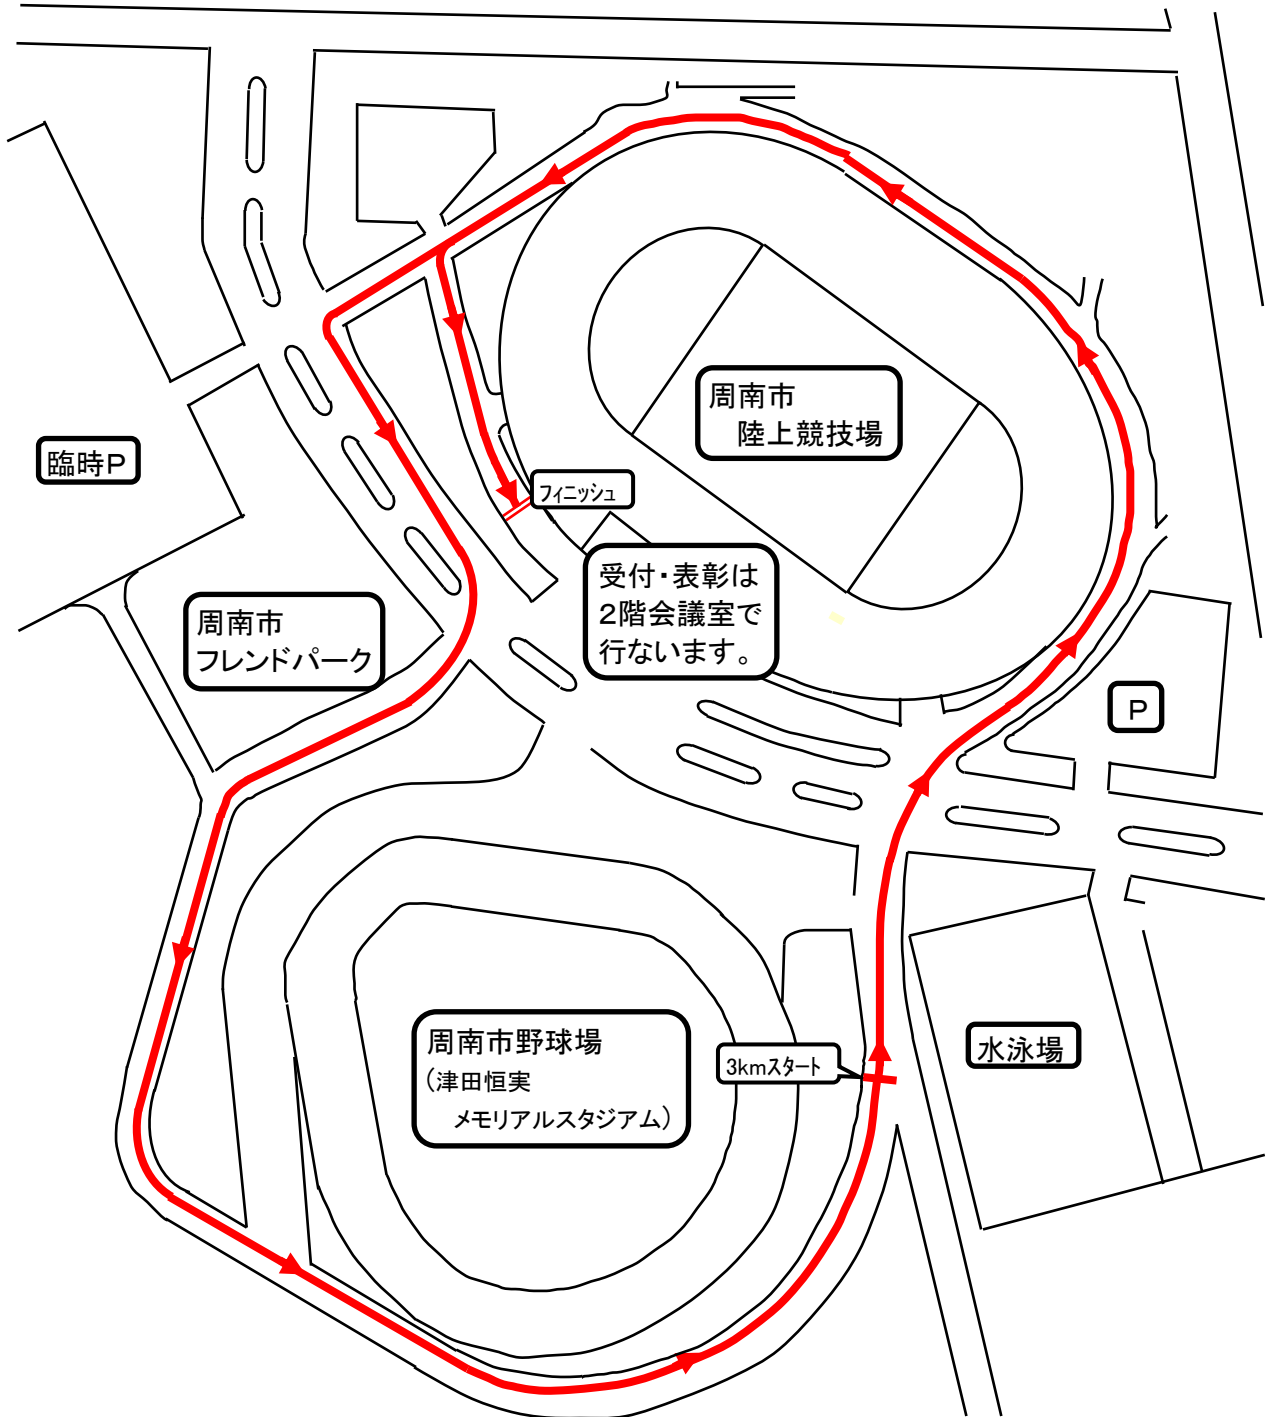 周南市
陸上競技場
臨時P
フィニッシュ
受付・表彰は
2階会議室で
行ないます。
周南市
フレンドパーク
P
周南市野球場
(津田恒実
メモリアルスタジアム)
3kmスタート
水泳場